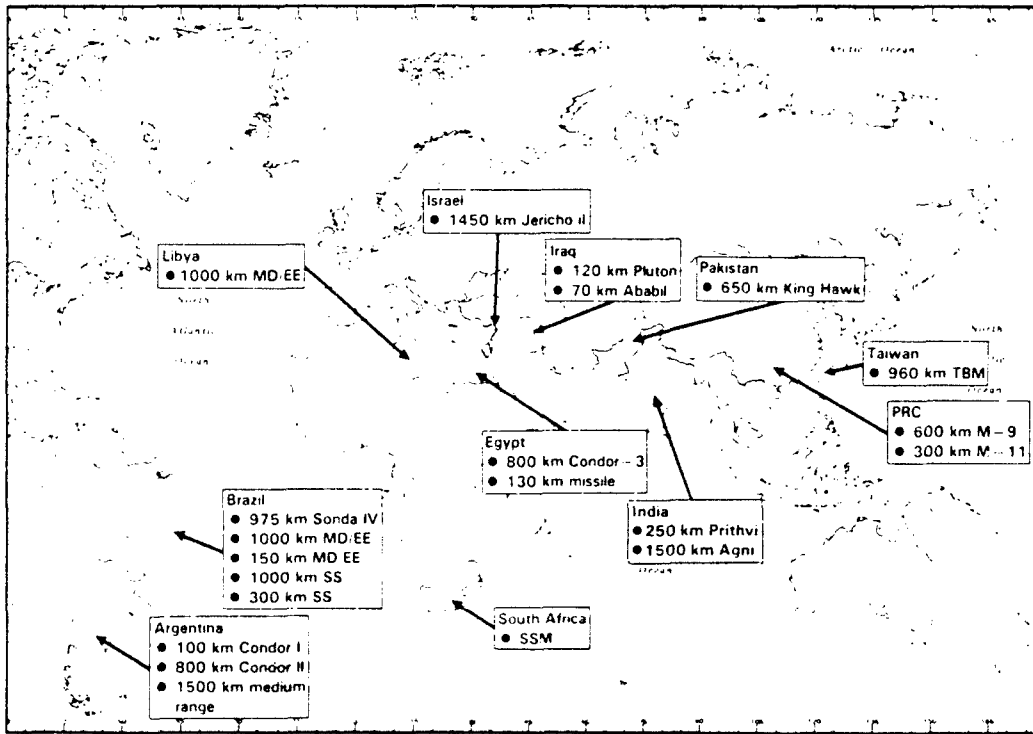 Arctic Ocean
Israel
● 1450 km Jericho II
Libya
● 1000 km MD/EE
Iraq
● 120 km Pluton
● 70 km Ababil
Pakistan
● 650 km King Hawk
North
Atlantic
Ocean
North
Taiwan
● 960 km TBM
Ocean
PRC
● 600 km M-9
● 300 km M-11
Egypt
● 800 km Condor-3
● 130 km missile
India
● 250 km Prithvi
● 1500 km Agni
Ocean
Brazil
● 975 km Sonda IV
● 1000 km MD/EE
● 150 km MD EE
● 1000 km SS
● 300 km SS
South Africa
● SSM
Argentina
● 100 km Condor I
● 800 km Condor II
● 1500 km medium
range